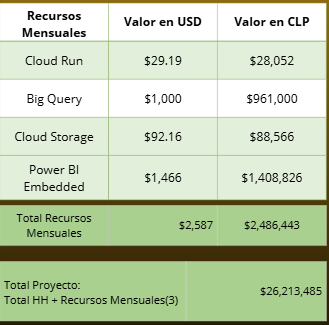 Recursos Mensuales Valor en USD Valor en CLP
Cloud Run $29.19 $28,052
Big Query $1,000 $961,000
Cloud Storage $92.16 $88,566
Power BI Embedded $1,466 $1,408,826
Total Recursos Mensuales $2,587 $2,486,443
Total Proyecto:
Total HH + Recursos Mensuales(3) $26,213,485